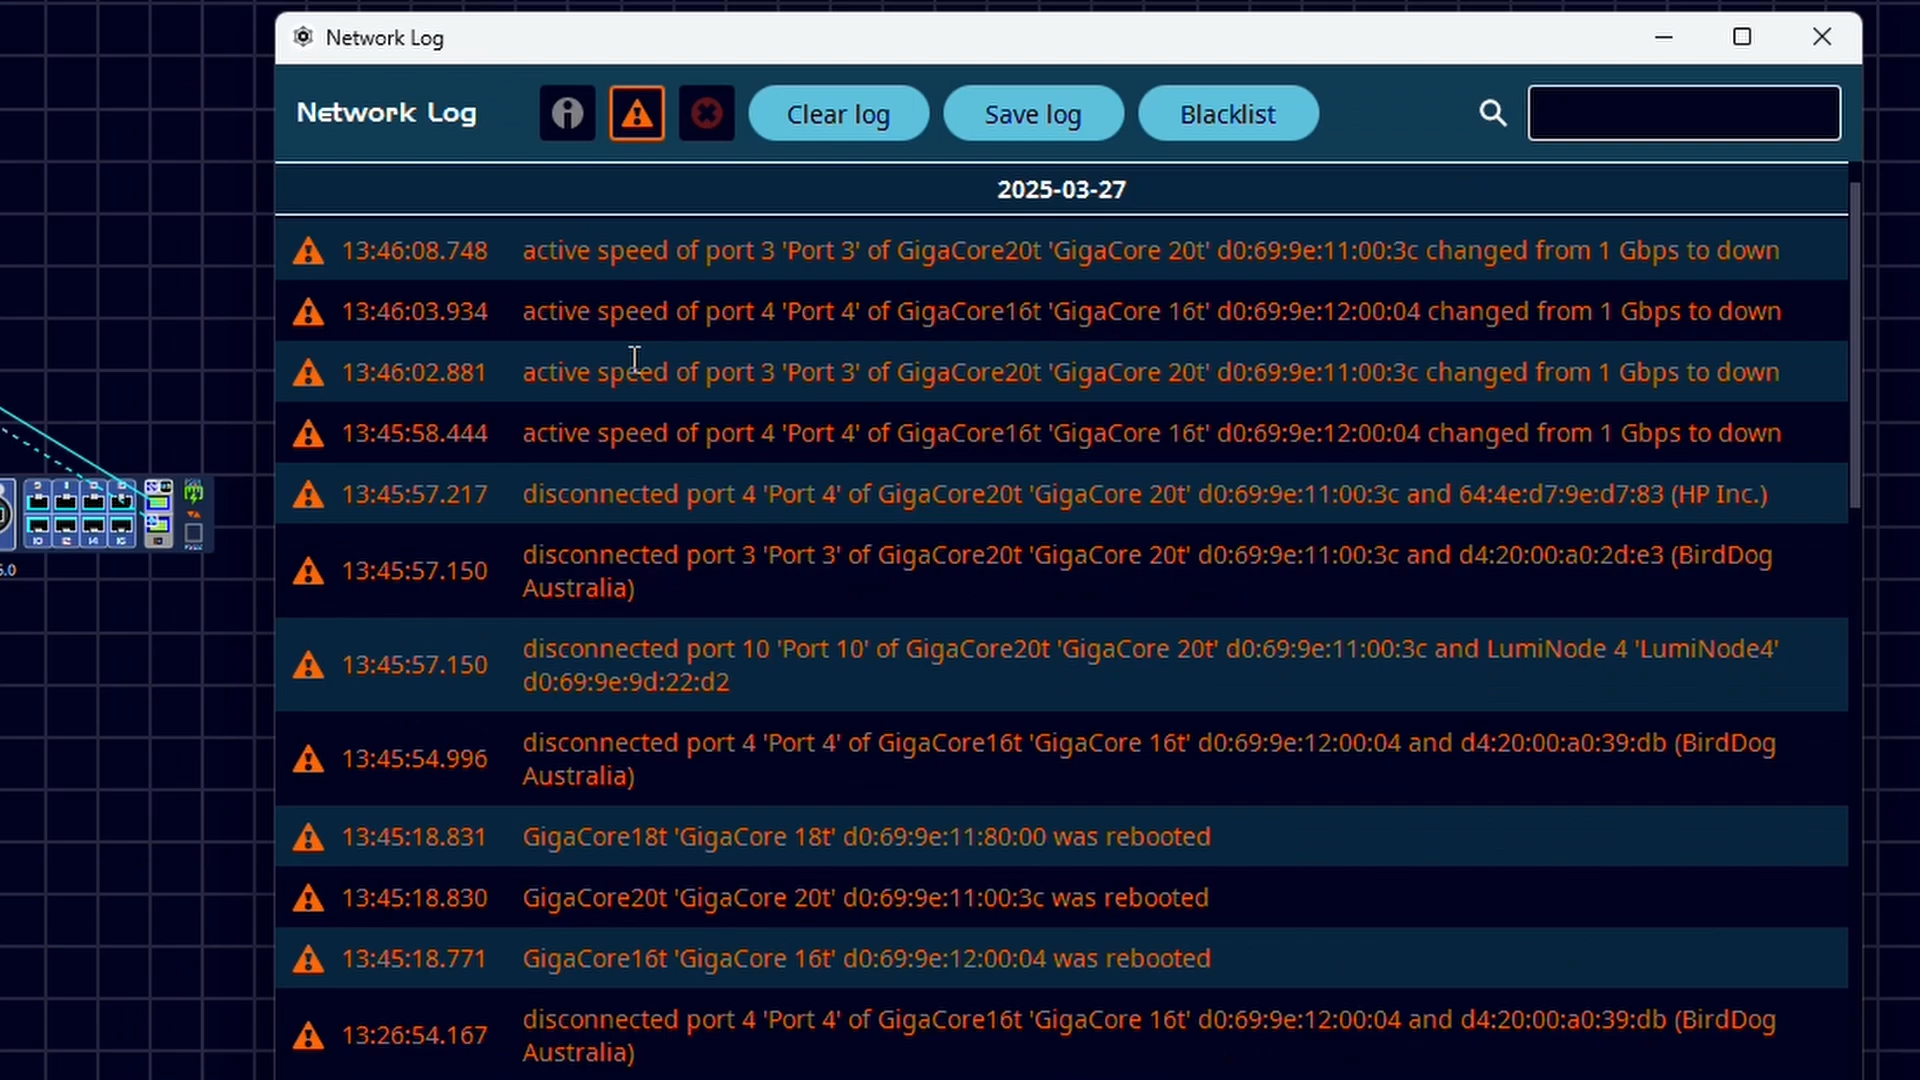 Network Log
Network Log
Clear log
Save log
Blacklist
2025-03-27
13:46:08.748 active speed of port 3 'Port 3' of GigaCore20t 'GigaCore 20t' d0:69:9e:11:00:3c changed from 1 Gbps to down
13:46:03.934 active speed of port 4 'Port 4' of GigaCore16t 'GigaCore 16t' d0:69:9e:12:00:04 changed from 1 Gbps to down
13:46:02.881 active speed of port 3 'Port 3' of GigaCore20t 'GigaCore 20t' d0:69:9e:11:00:3c changed from 1 Gbps to down
13:45:58.444 active speed of port 4 'Port 4' of GigaCore16t 'GigaCore 16t' d0:69:9e:12:00:04 changed from 1 Gbps to down
13:45:57.217 disconnected port 4 'Port 4' of GigaCore20t 'GigaCore 20t' d0:69:9e:11:00:3c and 64:4e:d7:9e:d7:83 (HP Inc.)
13:45:57.150 disconnected port 3 'Port 3' of GigaCore20t 'GigaCore 20t' d0:69:9e:11:00:3c and d4:20:00:a0:2d:e3 (BirdDog
Australia)
13:45:57.150 disconnected port 10 'Port 10' of GigaCore20t 'GigaCore 20t' d0:69:9e:11:00:3c and LumiNode 4 'LumiNode4'
d0:69:9e:9d:22:d2
13:45:54.996 disconnected port 4 'Port 4' of GigaCore16t 'GigaCore 16t' d0:69:9e:12:00:04 and d4:20:00:a0:39:db (BirdDog
Australia)
13:45:18.831 GigaCore18t 'GigaCore 18t' d0:69:9e:11:80:00 was rebooted
13:45:18.830 GigaCore20t 'GigaCore 20t' d0:69:9e:11:00:3c was rebooted
13:45:18.771 GigaCore16t 'GigaCore 16t' d0:69:9e:12:00:04 was rebooted
13:26:54.167 disconnected port 4 'Port 4' of GigaCore16t 'GigaCore 16t' d0:69:9e:12:00:04 and d4:20:00:a0:39:db (BirdDog
Australia)